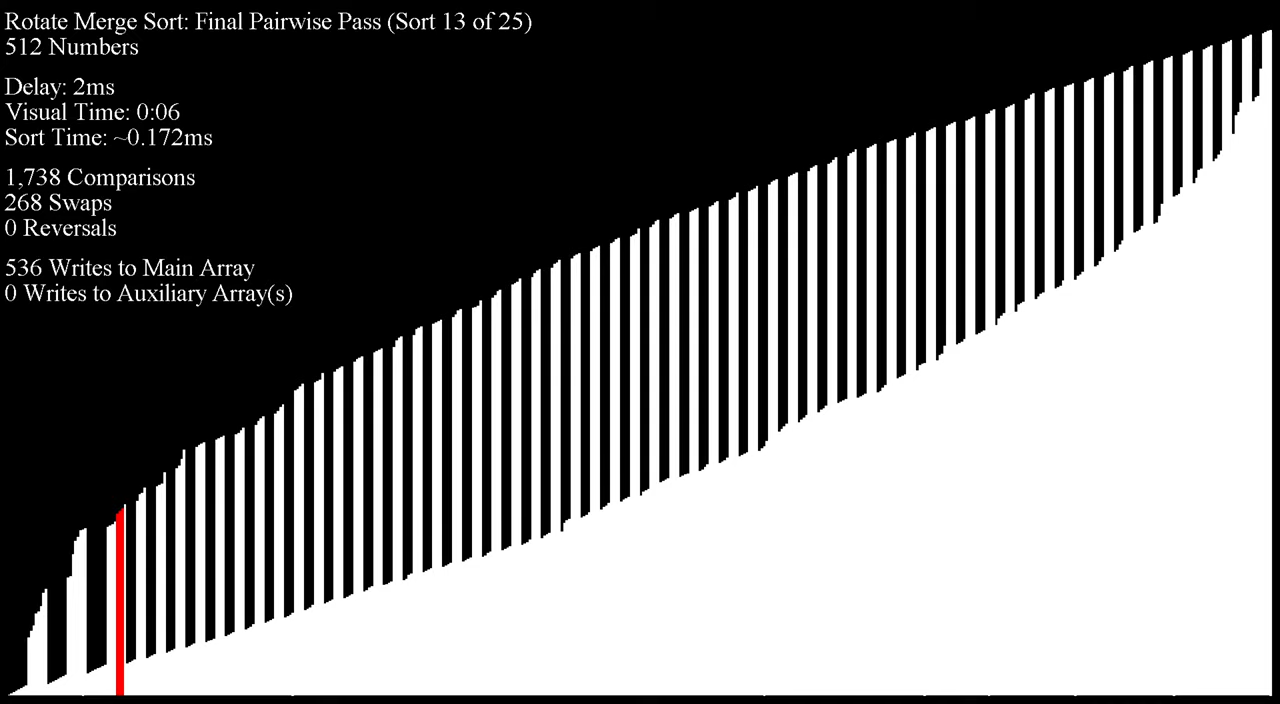 Rotate Merge Sort: Final Pairwise Pass (Sort 13 of 25)
512 Numbers
Delay: 2ms
Visual Time: 0:06
Sort Time: ~0.172ms
1,738 Comparisons
268 Swaps
0 Reversals
536 Writes to Main Array
0 Writes to Auxiliary Array(s)